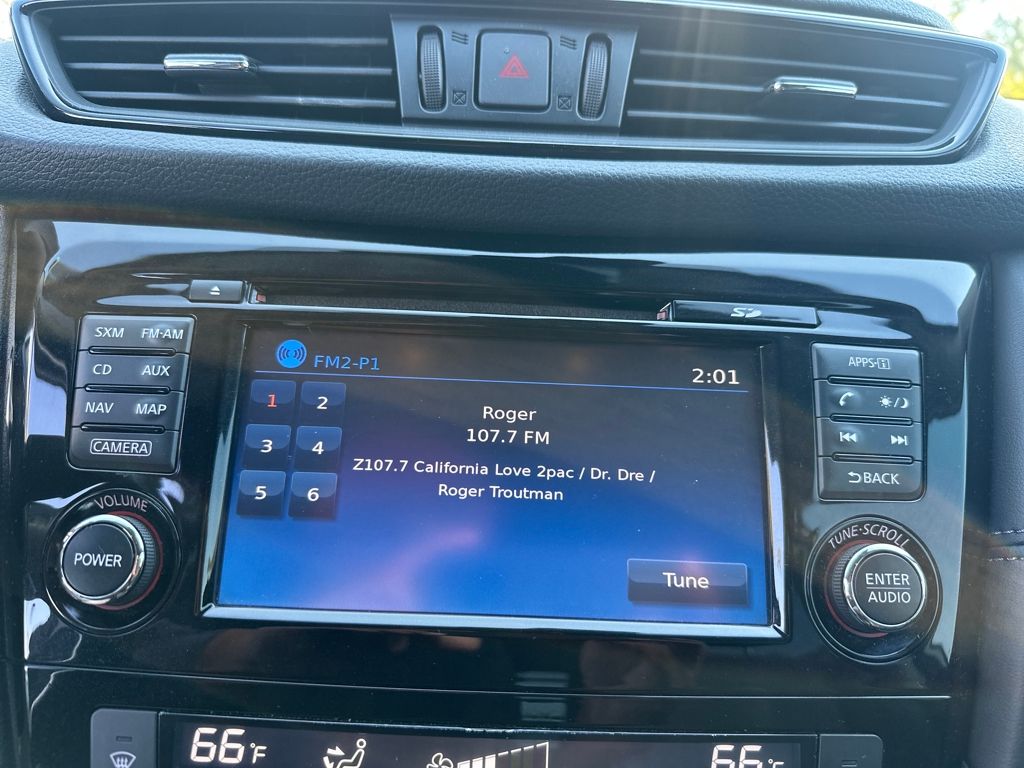 SXM FM·AM
CD AUX
NAV MAP
CAMERA
VOLUME
POWER
FM2-P1
2:01
1 2
3 4
5 6
Roger
107.7 FM
Z107.7 California Love 2pac / Dr. Dre /
Roger Troutman
Tune
APPS·i
BACK
TUNE·SCROLL
ENTER
AUDIO
66°F
66°F